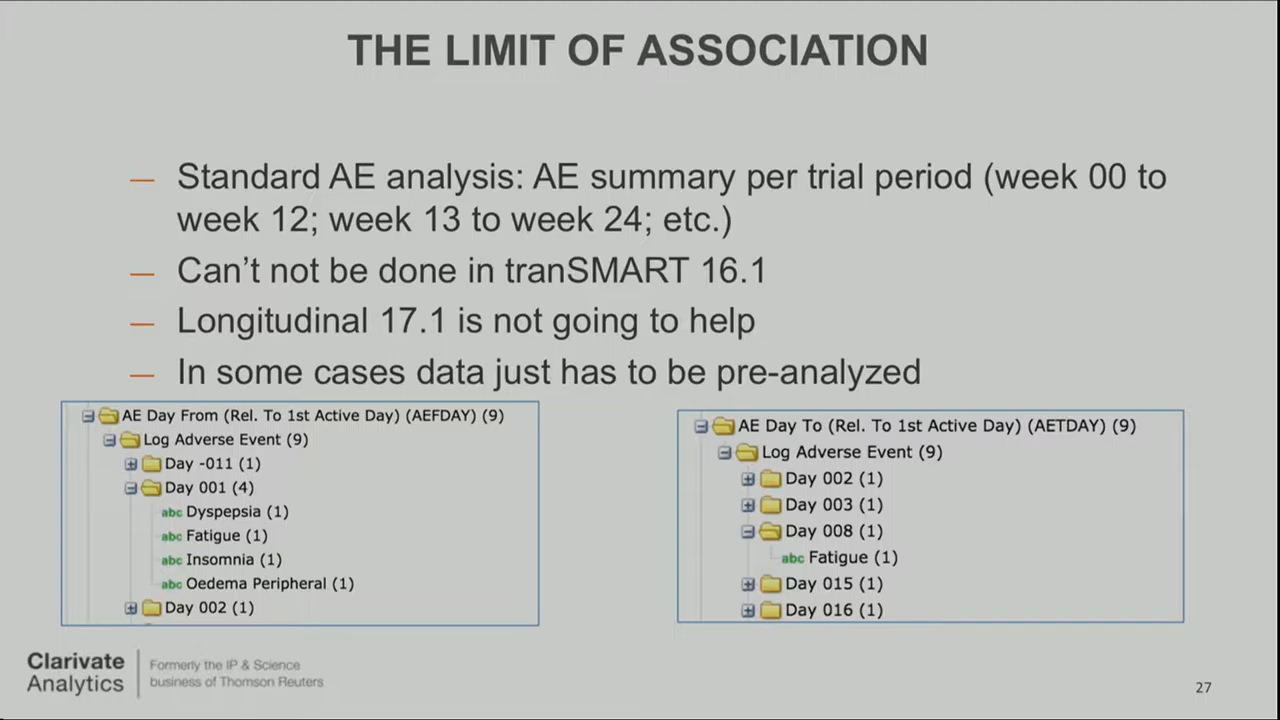 THE LIMIT OF ASSOCIATION
— Standard AE analysis: AE summary per trial period (week 00 to
week 12; week 13 to week 24; etc.)
— Can't not be done in tranSMART 16.1
— Longitudinal 17.1 is not going to help
— In some cases data just has to be pre-analyzed
AE Day From (Rel. To 1st Active Day) (AEFDAY) (9)
Log Adverse Event (9)
Day -011 (1)
Day 001 (4)
abc Dyspepsia (1)
abc Fatigue (1)
abc Insomnia (1)
abc Oedema Peripheral (1)
Day 002 (1)
AE Day To (Rel. To 1st Active Day) (AETDAY) (9)
Log Adverse Event (9)
Day 002 (1)
Day 003 (1)
Day 008 (1)
abc Fatigue (1)
Day 015 (1)
Day 016 (1)
Clarivate
Analytics
Formerly the IP & Science
business of Thomson Reuters
27